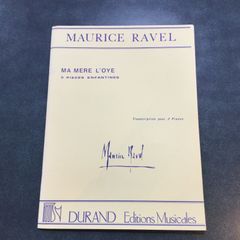 MAURICE RAVEL
MA MERE L'OYE
5 PIECES ENFANTINES
Transcription pour 2 Pianos
Maurice Ravel
DURAND Editions Musicales